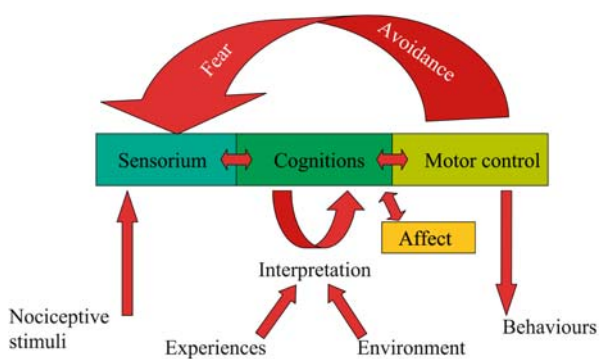 Fear
Avoidance
Sensorium
Cognitions
Motor control
Affect
Interpretation
Nociceptive
stimuli
Experiences
Environment
Behaviours